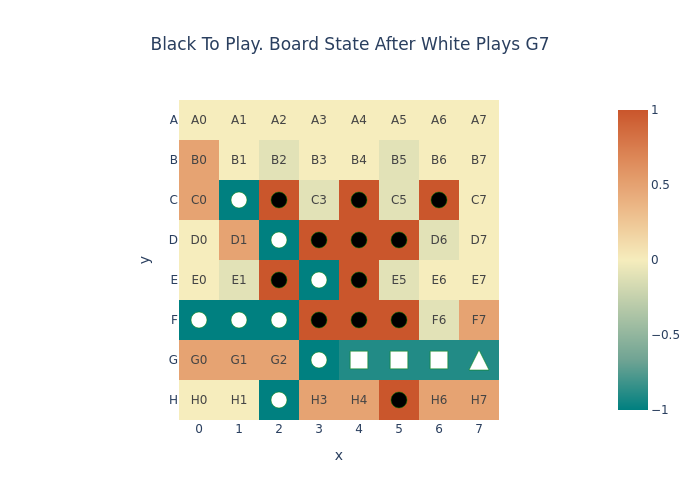 Black To Play. Board State After White Plays G7
A A0 A1 A2 A3 A4 A5 A6 A7
B B0 B1 B2 B3 B4 B5 B6 B7
C C0 C3 C5 C7
D D0 D1 D6 D7
E E0 E1 E5 E6 E7
F F6 F7
G G0 G1 G2
H H0 H1 H3 H4 H6 H7
0 1 2 3 4 5 6 7
x
y
1
0.5
0
−0.5
−1